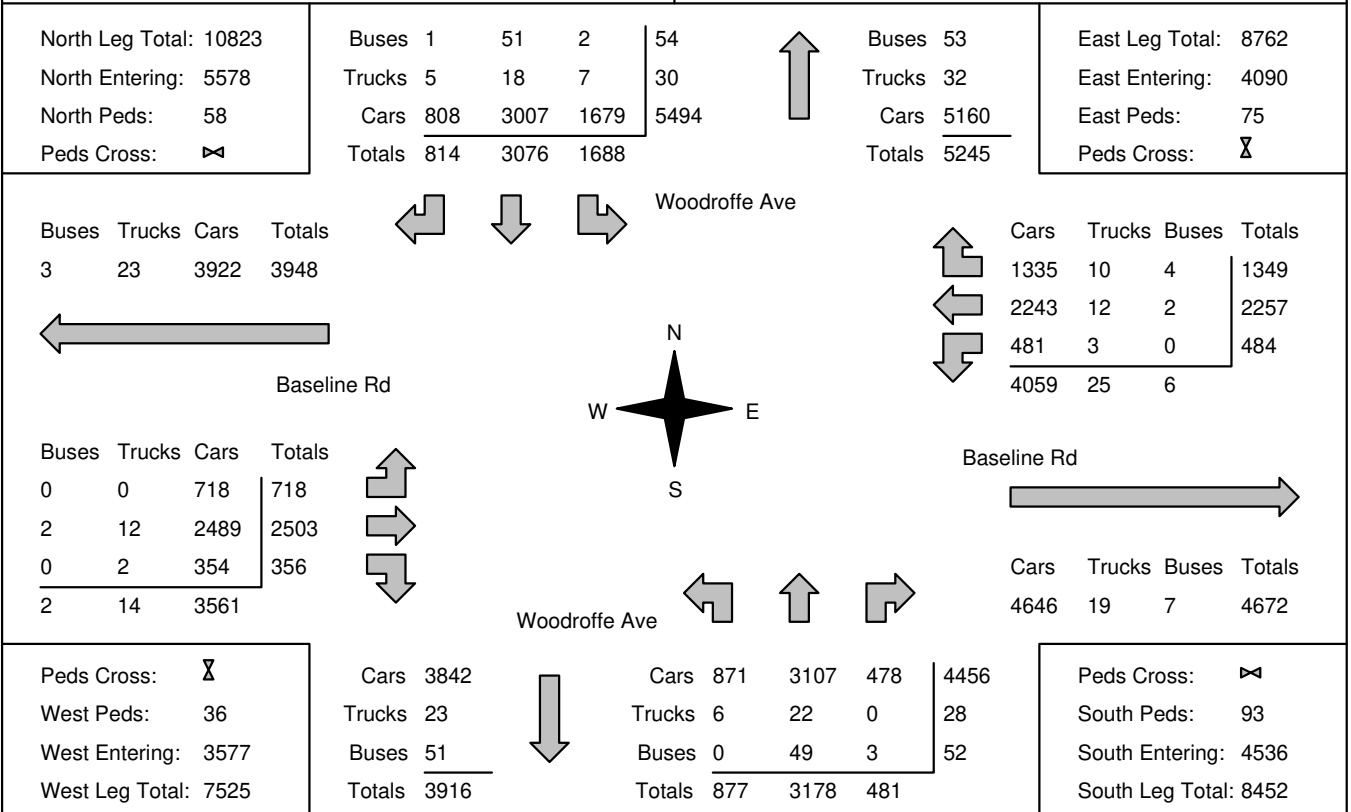 North Leg Total: 10823
North Entering: 5578
North Peds: 58
Peds Cross:
Buses 1 51 2 54
Trucks 5 18 7 30
Cars 808 3007 1679 5494
Totals 814 3076 1688
Buses 53
Trucks 32
Cars 5160
Totals 5245
East Leg Total: 8762
East Entering: 4090
East Peds: 75
Peds Cross:
Woodroffe Ave
Buses Trucks Cars Totals
3 23 3922 3948
Cars Trucks Buses Totals
1335 10 4 1349
2243 12 2 2257
481 3 0 484
4059 25 6
Baseline Rd
N
W E
S
Buses Trucks Cars Totals
0 0 718 718
2 12 2489 2503
0 2 354 356
2 14 3561
Baseline Rd
Cars Trucks Buses Totals
4646 19 7 4672
Woodroffe Ave
Peds Cross:
West Peds: 36
West Entering: 3577
West Leg Total: 7525
Cars 3842
Trucks 23
Buses 51
Totals 3916
Cars 871 3107 478 4456
Trucks 6 22 0 28
Buses 0 49 3 52
Totals 877 3178 481
Peds Cross:
South Peds: 93
South Entering: 4536
South Leg Total: 8452